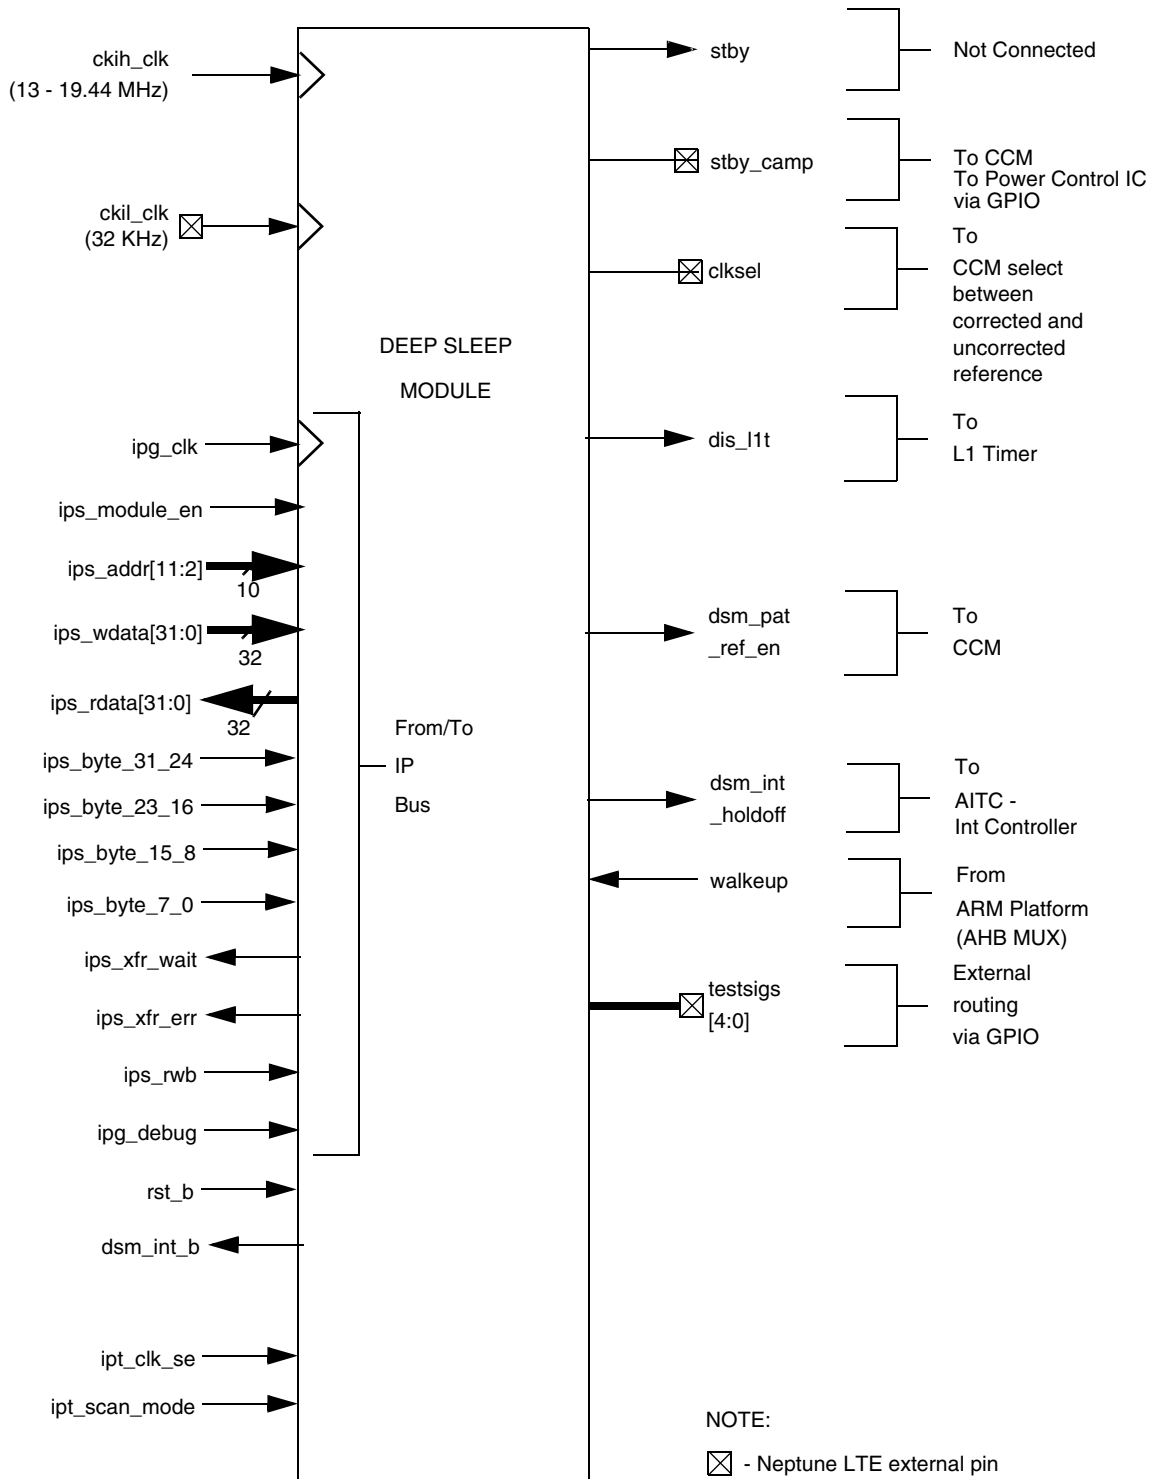 ckih_clk
(13 - 19.44 MHz)
ckil_clk
(32 KHz)
DEEP SLEEP
MODULE
ipg_clk
ips_module_en
ips_addr[11:2]
10
ips_wdata[31:0]
32
ips_rdata[31:0]
32
ips_byte_31_24
ips_byte_23_16
ips_byte_15_8
ips_byte_7_0
ips_xfr_wait
ips_xfr_err
ips_rwb
ipg_debug
From/To
IP
Bus
rst_b
dsm_int_b
ipt_clk_se
ipt_scan_mode
stby
Not Connected
stby_camp
To CCM
To Power Control IC
via GPIO
clksel
To
CCM select
between
corrected and
uncorrected
reference
dis_l1t
To
L1 Timer
dsm_pat
_ref_en
To
CCM
dsm_int
_holdoff
To
AITC -
Int Controller
walkeup
From
ARM Platform
(AHB MUX)
testsigs
[4:0]
External
routing
via GPIO
NOTE:
- Neptune LTE external pin